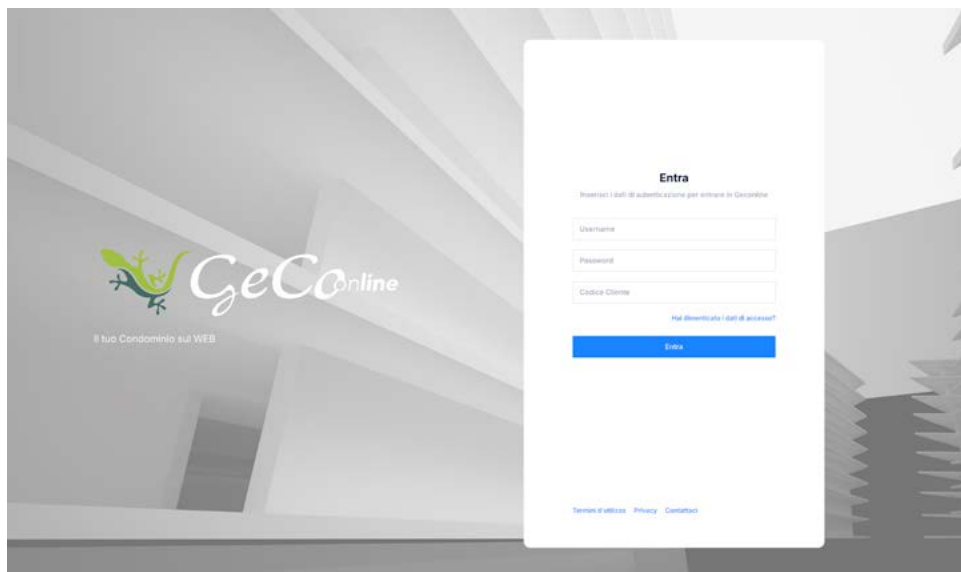 GeCOnline
Il tuo Condominio sul WEB
Entra
Inserisci i dati di autenticazione per entrare in Geconline
Username
Password
Codice Cliente
Hai dimenticato i dati di accesso?
Entra
Termini d'utilizzo Privacy Contattaci